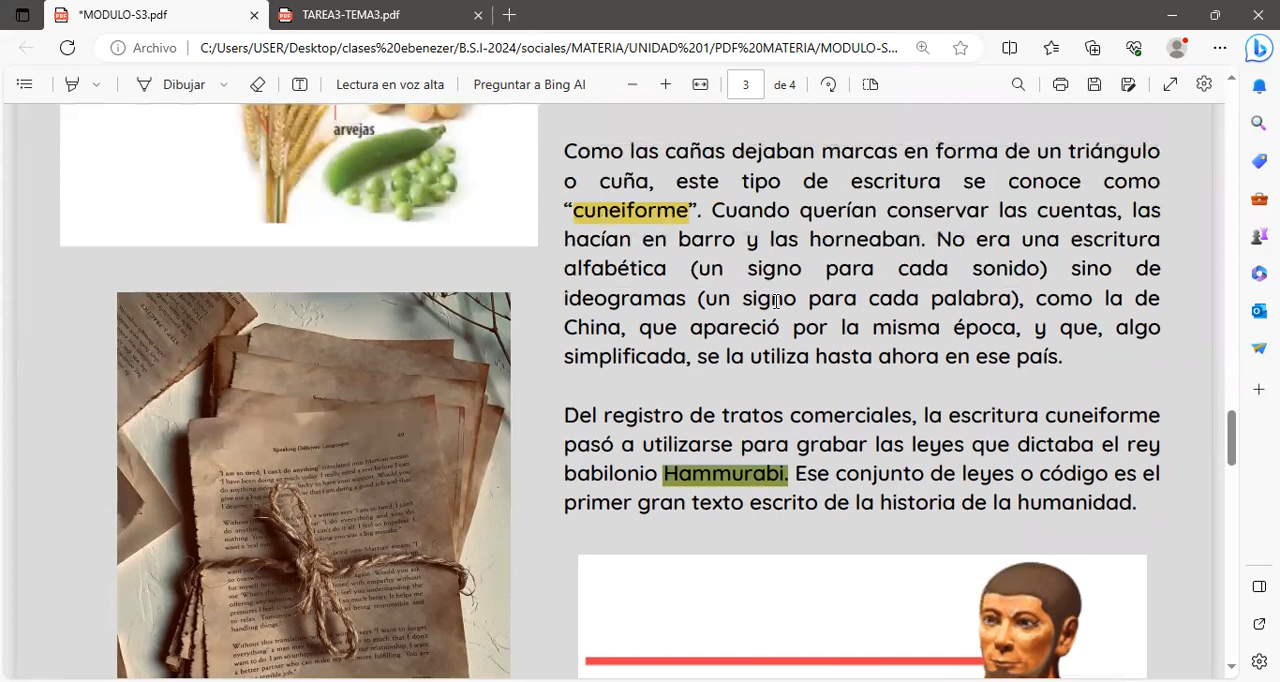 *MODULO-S3.pdf
TAREA3-TEMA3.pdf
Archivo
C:/Users/USER/Desktop/clases%20ebenezer/B.S.I-2024/sociales/MATERIA/UNIDAD%201/PDF%20MATERIA/MODULO-S...
Dibujar
Lectura en voz alta
Preguntar a Bing AI
3
de 4
arvejas
Speaking Different Languages
Como las cañas dejaban marcas en forma de un triángulo
o cuña, este tipo de escritura se conoce como
“cuneiforme”. Cuando querían conservar las cuentas, las
hacían en barro y las horneaban. No era una escritura
alfabética (un signo para cada sonido) sino de
ideogramas (un signo para cada palabra), como la de
China, que apareció por la misma época, y que, algo
simplificada, se la utiliza hasta ahora en ese país.
Del registro de tratos comerciales, la escritura cuneiforme
pasó a utilizarse para grabar las leyes que dictaba el rey
babilonio Hammurabi. Ese conjunto de leyes o código es el
primer gran texto escrito de la historia de la humanidad.